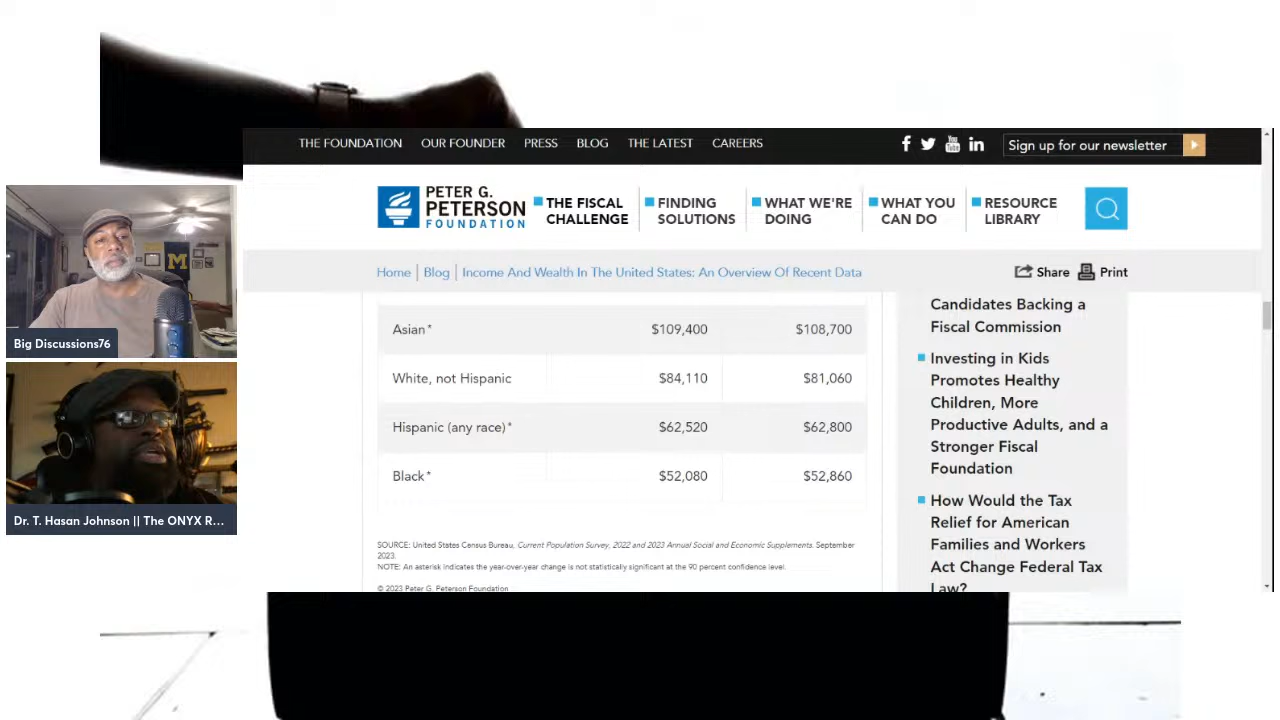 THE FOUNDATION OUR FOUNDER PRESS BLOG THE LATEST CAREERS
Sign up for our newsletter
PETER G.
PETERSON
FOUNDATION
THE FISCAL
CHALLENGE
FINDING
SOLUTIONS
WHAT WE'RE
DOING
WHAT YOU
CAN DO
RESOURCE
LIBRARY
Home Blog Income And Wealth In The United States: An Overview Of Recent Data
Share Print
Asian* $109,400 $108,700
White, not Hispanic $84,110 $81,060
Hispanic (any race)* $62,520 $62,800
Black* $52,080 $52,860
SOURCE: United States Census Bureau, Current Population Survey, 2022 and 2023 Annual Social and Economic Supplements. September
2023.
NOTE: An asterisk indicates the year-over-year change is not statistically significant at the 90 percent confidence level.
© 2023 Peter G. Peterson Foundation
Candidates Backing a
Fiscal Commission
Investing in Kids
Promotes Healthy
Children, More
Productive Adults, and a
Stronger Fiscal
Foundation
How Would the Tax
Relief for American
Families and Workers
Act Change Federal Tax
Law?
M
Big Discussions76
Dr. T. Hasan Johnson || The ONYX R...